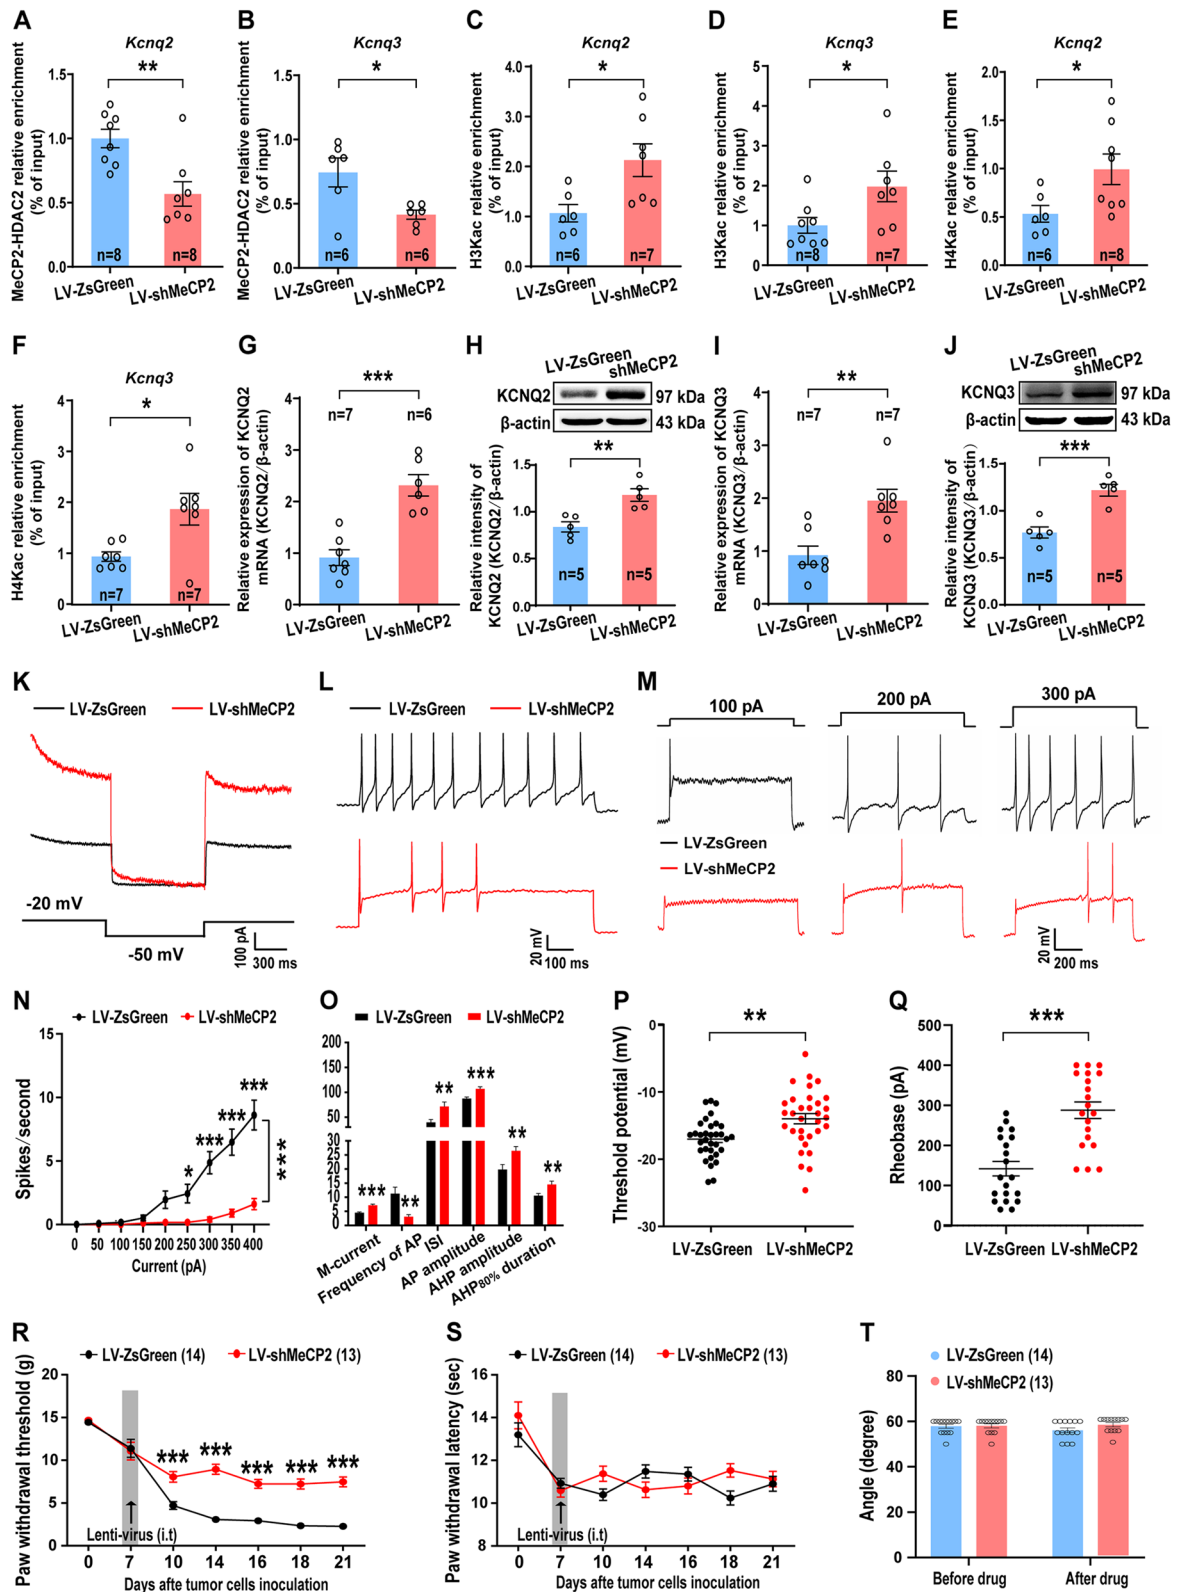 A
Kcnq2
**
MeCP2-HDAC2 relative enrichment
(% of input)
1.5
1.0
0.5
0.0
n=8
n=8
LV-ZsGreen
LV-shMeCP2
B
Kcnq3
*
MeCP2-HDAC2 relative enrichment
(% of input)
1.5
1.0
0.5
0.0
n=6
n=6
LV-ZsGreen
LV-shMeCP2
C
Kcnq2
*
H3Kac relative enrichment
(% of input)
4.0
3.0
2.0
1.0
0.0
n=6
n=7
LV-ZsGreen
LV-shMeCP2
D
Kcnq3
*
H3Kac relative enrichment
(% of input)
5
4
3
2
1
0
n=8
n=7
LV-ZsGreen
LV-shMeCP2
E
Kcnq2
*
H4Kac relative enrichment
(% of input)
2.0
1.5
1.0
0.5
0.0
n=6
n=8
LV-ZsGreen
LV-shMeCP2
F
Kcnq3
*
H4Kac relative enrichment
(% of input)
4
3
2
1
0
n=7
n=7
LV-ZsGreen
LV-shMeCP2
G
***
n=7
n=6
Relative expression of KCNQ2
mRNA (KCNQ2/β-actin)
4
3
2
1
0
LV-ZsGreen
LV-shMeCP2
H
LV-ZsGreen
shMeCP2
KCNQ2
97 kDa
β-actin
43 kDa
**
Relative intensity of
KCNQ2 (KCNQ2/β-actin)
1.5
1.0
0.5
0.0
n=5
n=5
LV-ZsGreen
LV-shMeCP2
I
**
n=7
n=7
Relative expression of KCNQ3
mRNA (KCNQ3/β-actin)
4
3
2
1
0
LV-ZsGreen
LV-shMeCP2
J
LV-ZsGreen
shMeCP2
KCNQ3
97 kDa
β-actin
43 kDa
***
Relative intensity of
KCNQ3 (KCNQ3/β-actin)
1.5
1.0
0.5
0.0
n=5
n=5
LV-ZsGreen
LV-shMeCP2
K
LV-ZsGreen
LV-shMeCP2
-20 mV
-50 mV
100 pA
300 ms
L
LV-ZsGreen
LV-shMeCP2
20 mV
100 ms
M
100 pA
200 pA
300 pA
LV-ZsGreen
LV-shMeCP2
20 mV
200 ms
N
LV-ZsGreen
LV-shMeCP2
Spikes/second
15
10
5
0
*
***
***
***
***
0 50 100 150 200 250 300 350 400
Current (pA)
O
LV-ZsGreen
LV-shMeCP2
200
150
100
50
25
20
15
10
5
0
***
**
**
***
**
**
M-current
Frequency of AP
ISI
AP amplitude
AHP amplitude
AHP80% duration
P
**
Threshold potential (mV)
0
-10
-20
-30
LV-ZsGreen
LV-shMeCP2
Q
***
Rheobase (pA)
500
400
300
200
100
0
LV-ZsGreen
LV-shMeCP2
R
LV-ZsGreen (14)
LV-shMeCP2 (13)
Paw withdrawal threshold (g)
20
15
10
5
0
***
***
***
***
***
Lenti-virus (i.t)
0 7 10 14 16 18 21
Days afte tumor cells inoculation
S
LV-ZsGreen (14)
LV-shMeCP2 (13)
Paw withdrawal latency (sec)
16
14
12
10
8
Lenti-virus (i.t)
0 7 10 14 16 18 21
Days afte tumor cells inoculation
T
LV-ZsGreen (14)
LV-shMeCP2 (13)
Angle (degree)
80
60
40
20
0
Before drug
After drug